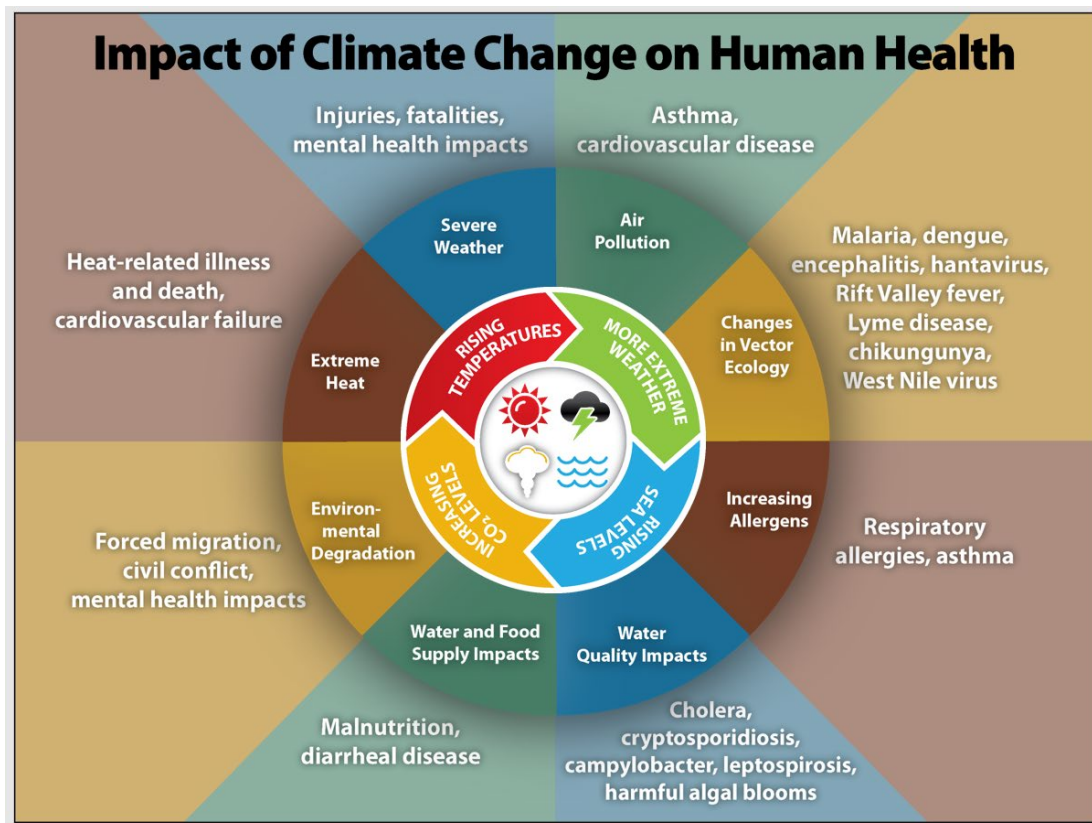 Impact of Climate Change on Human Health
Injuries, fatalities,
mental health impacts
Asthma,
cardiovascular disease
Severe
Weather
Air
Pollution
Heat-related illness
and death,
cardiovascular failure
Malaria, dengue,
encephalitis, hantavirus,
Rift Valley fever,
Lyme disease,
chikungunya,
West Nile virus
Extreme
Heat
Changes
in Vector
Ecology
RISING
TEMPERATURES
MORE EXTREME
WEATHER
INCREASING
CO₂ LEVELS
RISING
SEA LEVELS
Environ-
mental
Degradation
Increasing
Allergens
Forced migration,
civil conflict,
mental health impacts
Respiratory
allergies, asthma
Water and Food
Supply Impacts
Water
Quality Impacts
Malnutrition,
diarrheal disease
Cholera,
cryptosporidiosis,
campylobacter, leptospirosis,
harmful algal blooms